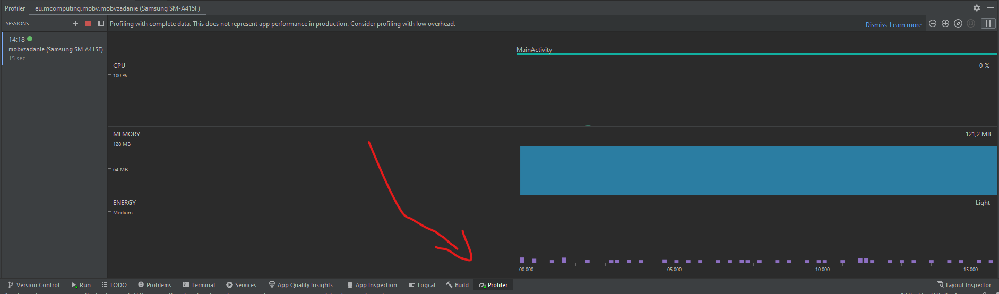 Profiler eu.mcomputing.mobv.mobvzadanie (Samsung SM-A415F)
SESSIONS
Profiling with complete data. This does not represent app performance in production. Consider profiling with low overhead. Dismiss Learn more
14:18
mobvzadanie (Samsung SM-A415F)
15 sec
MainActivity
CPU 0 %
100 %
MEMORY 121,2 MB
128 MB
64 MB
ENERGY Light
Medium
00.000 05.000 10.000 15.000
Version Control Run TODO Problems Terminal Services App Quality Insights App Inspection Logcat Build Profiler Layout Inspector